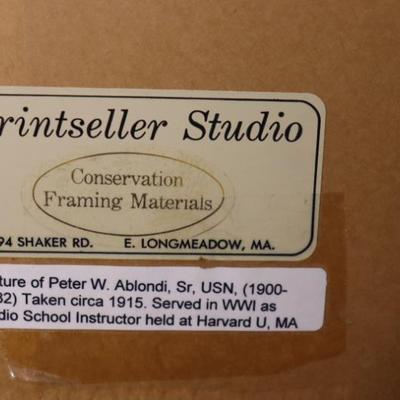 rintseller Studio
Conservation
Framing Materials
94 SHAKER RD. E. LONGMEADOW, MA.
ture of Peter W. Ablondi, Sr, USN, (1900-
32) Taken circa 1915. Served in WWI as
dio School Instructor held at Harvard U, MA